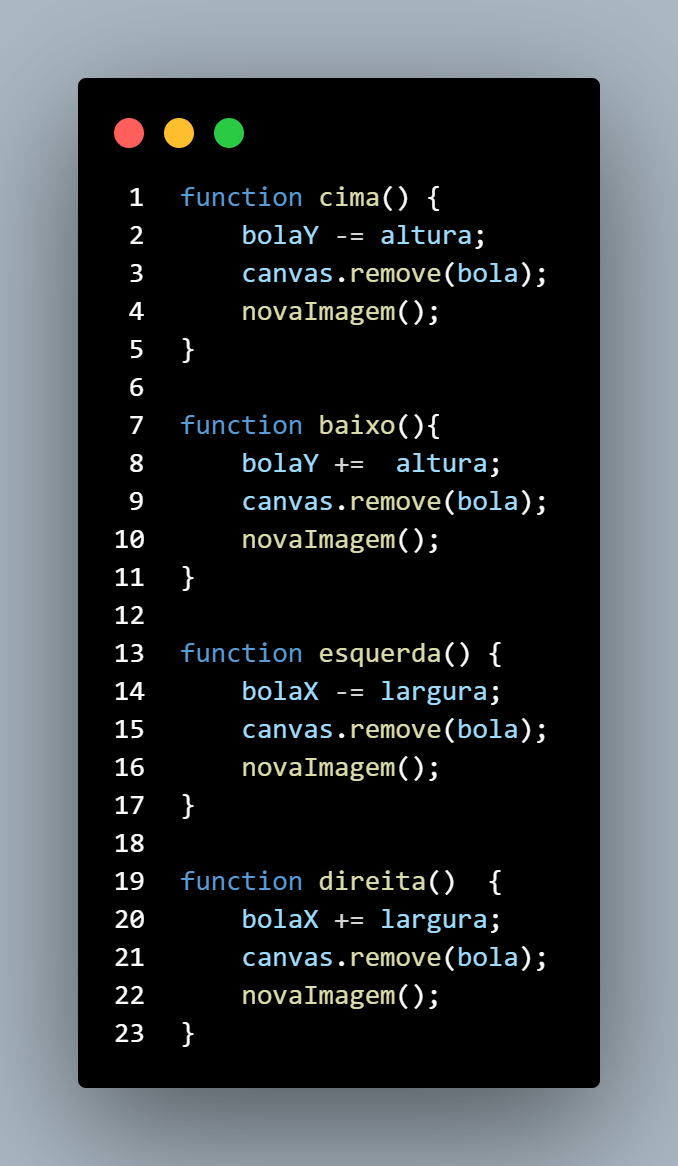 1 function cima() {
2     bolaY -= altura;
3     canvas.remove(bola);
4     novaImagem();
5 }
6
7 function baixo(){
8     bolaY +=  altura;
9     canvas.remove(bola);
10     novaImagem();
11 }
12
13 function esquerda() {
14     bolaX -= largura;
15     canvas.remove(bola);
16     novaImagem();
17 }
18
19 function direita()  {
20     bolaX += largura;
21     canvas.remove(bola);
22     novaImagem();
23 }